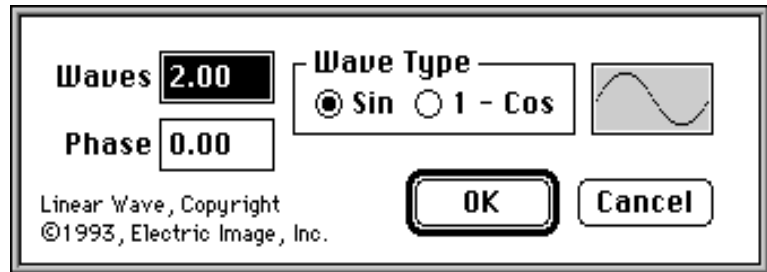 Waves 2.00
Wave Type
Sin 1 - Cos
Phase 0.00
Linear Wave, Copyright
©1993, Electric Image, Inc.
OK Cancel